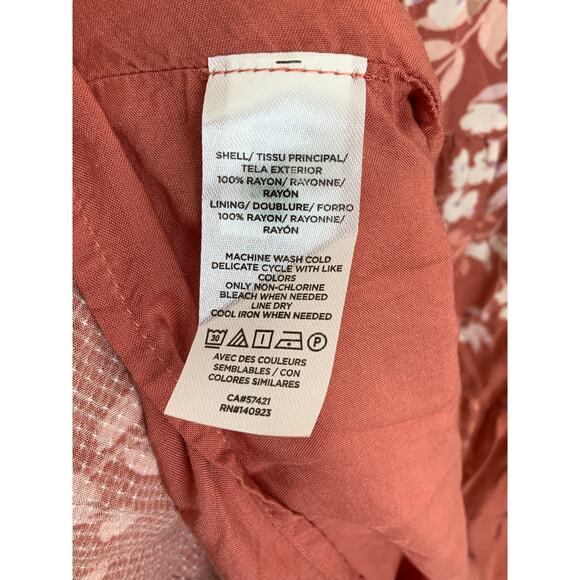 SHELL/ TISSU PRINCIPAL/
TELA EXTERIOR
100% RAYON/ RAYONNE/
RAYÓN
LINING/ DOUBLURE/ FORRO
100% RAYON/ RAYONNE/
RAYÓN
MACHINE WASH COLD
DELICATE CYCLE WITH LIKE
COLORS
ONLY NON-CHLORINE
BLEACH WHEN NEEDED
LINE DRY
COOL IRON WHEN NEEDED
30 P
AVEC DES COULEURS
SEMBLABLES / CON
COLORES SIMILARES
CA#57421
RN#140923